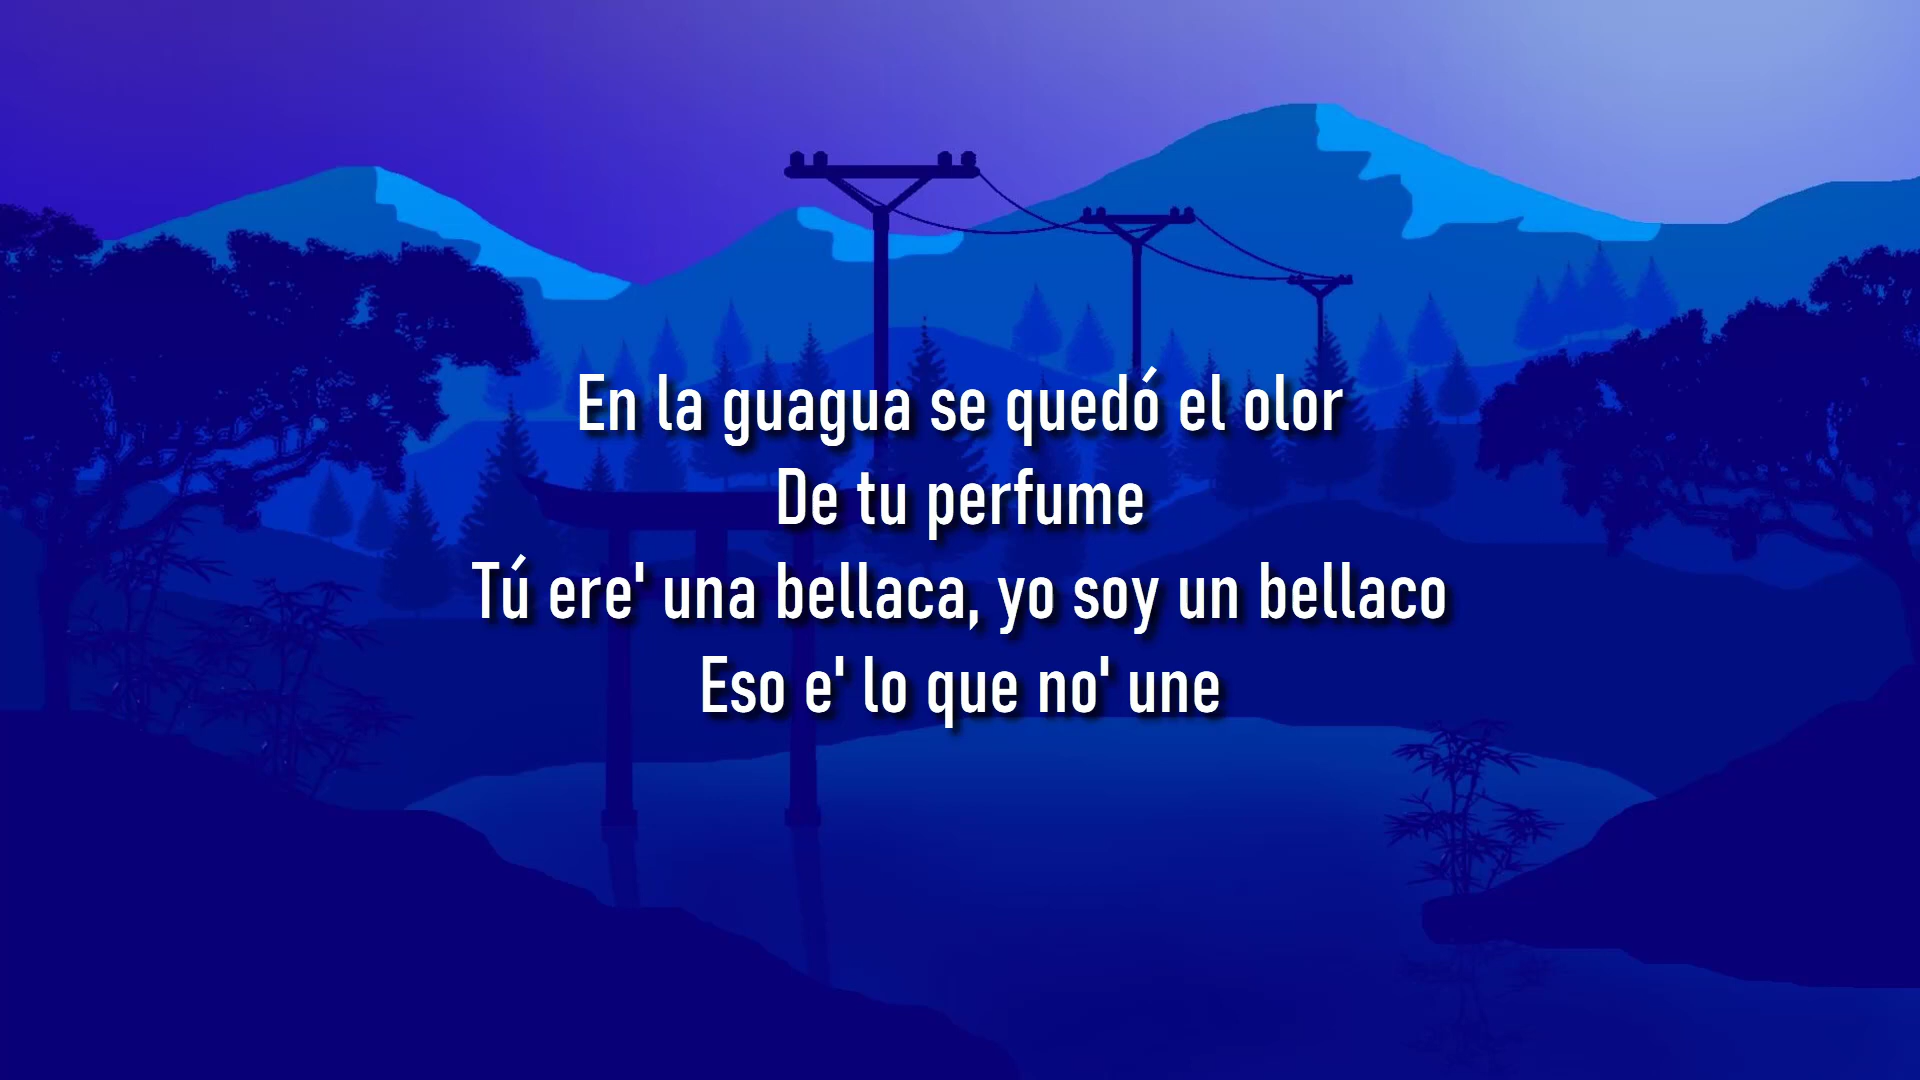 En la guagua se quedó el olor
De tu perfume
Tú ere' una bellaca, yo soy un bellaco
Eso e' lo que no' une